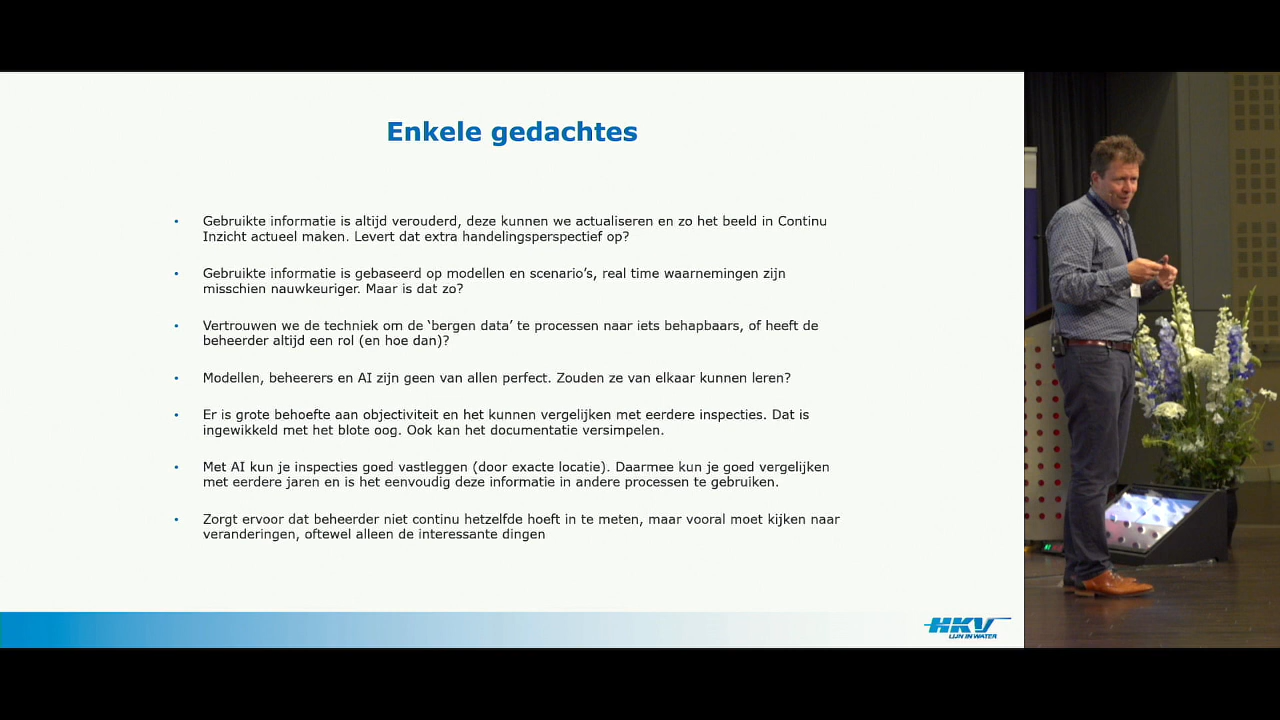 Enkele gedachtes
• Gebruikte informatie is altijd verouderd, deze kunnen we actualiseren en zo het beeld in Continu
Inzicht actueel maken. Levert dat extra handelingsperspectief op?
• Gebruikte informatie is gebaseerd op modellen en scenario’s, real time waarnemingen zijn
misschien nauwkeuriger. Maar is dat zo?
• Vertrouwen we de techniek om de ‘bergen data’ te processen naar iets behapbaars, of heeft de
beheerder altijd een rol (en hoe dan)?
• Modellen, beheerers en AI zijn geen van allen perfect. Zouden ze van elkaar kunnen leren?
• Er is grote behoefte aan objectiviteit en het kunnen vergelijken met eerdere inspecties. Dat is
ingewikkeld met het blote oog. Ook kan het documentatie versimpelen.
• Met AI kun je inspecties goed vastleggen (door exacte locatie). Daarmee kun je goed vergelijken
met eerdere jaren en is het eenvoudig deze informatie in andere processen te gebruiken.
• Zorgt ervoor dat beheerder niet continu hetzelfde hoeft in te meten, maar vooral moet kijken naar
veranderingen, oftewel alleen de interessante dingen
HKV
LIJN IN WATER